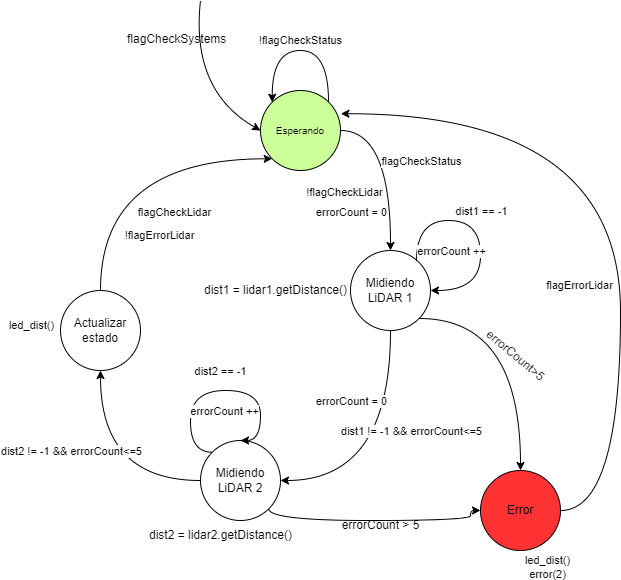 flagCheckSystems
!flagCheckStatus
Esperando
flagCheckStatus
!flagCheckLidar
errorCount = 0
flagCheckLidar
!flagErrorLidar
dist1 == -1
errorCount ++
dist1 = lidar1.getDistance()
Midiendo
LiDAR 1
flagErrorLidar
led_dist()
Actualizar
estado
errorCount>5
dist2 == -1
errorCount ++
errorCount = 0
dist1 != -1 && errorCount<=5
dist2 != -1 && errorCount<=5
Midiendo
LiDAR 2
dist2 = lidar2.getDistance()
errorCount > 5
Error
led_dist()
error(2)